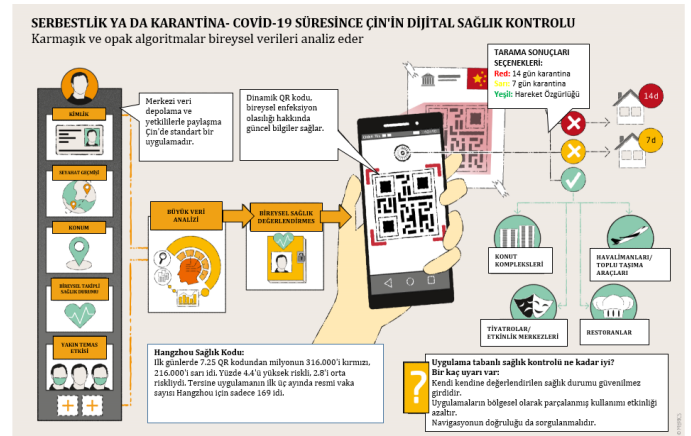 SERBESTLİK YA DA KARANTİNA- COVİD-19 SÜRESİNCE ÇİN'İN DİJİTAL SAĞLIK KONTROLU
Karmaşık ve opak algoritmalar bireysel verileri analiz eder
KİMLİK
SEYAHAT GEÇMİŞİ
KONUM
BİREYSEL TAKİPLİ
SAĞLIK DURUMU
YAKIN TEMAS
ETKİSİ
Merkezi veri
depolama ve
yetkililerle paylaşma
Çin'de standart bir
uygulamadır.
Dinamik QR kodu,
bireysel enfeksiyon
olasılığı hakkında
güncel bilgiler sağlar.
BÜYÜK VERİ
ANALİZİ
BİREYSEL SAĞLIK
DEĞERLENDİRMES
TARAMA SONUÇLARI
SEÇENEKLERİ:
Red: 14 gün karantina
Sarı: 7 gün karantina
Yeşil: Hareket Özgürlüğü
14d
7d
KONUT
KOMPLEKSLERİ
HAVALİMANLARI/
TOPLU TAŞIMA
ARAÇLARI
TİYATROLAR/
ETKİNLİK MERKEZLERİ
RESTORANLAR
Hangzhou Sağlık Kodu:
Ilk günlerde 7.25 QR kodundan milyonun 316.000'i kırmızı,
216.000'i sarı idi. Yüzde 4.4'ü yüksek riskli, 2.8'i orta
riskliydi. Tersine uygulamanın ilk üç ayında resmi vaka
sayısı Hangzhou için sadece 169 idi.
?
Uygulama tabanlı sağlık kontrolü ne kadar iyi?
Bir kaç uyarı var:
Kendi kendine değerlendirilen sağlık durumu güvenilmez
girdidir.
Uygulamaların bölgesel olarak parçalanmış kullanımı etkinliği
azaltır.
Navigasyonun doğruluğu da sorgulanmalıdır.